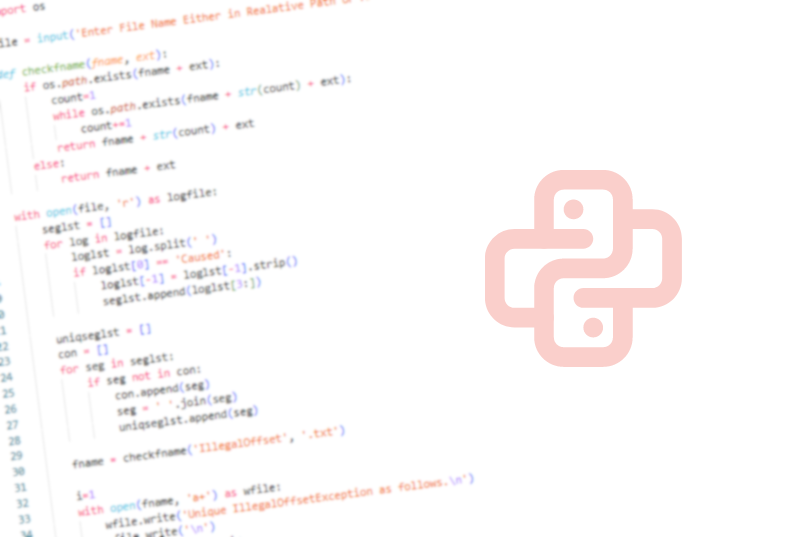 import os
file = input('Enter File Name Either in Realative Path or
def checkfname(fname, ext):
if os.path.exists(fname + ext):
count=1
while os.path.exists(fname + str(count) + ext):
count+=1
return fname + str(count) + ext
else:
return fname + ext
with open(file, 'r') as logfile:
seglst = []
for log in logfile:
loglst = log.split(' ')
if loglst[0] == 'Caused':
loglst[-1] = loglst[-1].strip()
seglst.append(loglst[3:])
uniqseglst = []
22 con = []
23 for seg in seglst:
24 if seg not in con:
25 con.append(seg)
26 seg = ' '.join(seg)
27 uniqseglst.append(seg)
28
29 fname = checkfname('IllegalOffset', '.txt')
30
31 i=1
32 with open(fname, 'a+') as wfile:
33 wfile.write('Unique IllegalOffsetException as follows.\n')
34 wfile.write('\n')